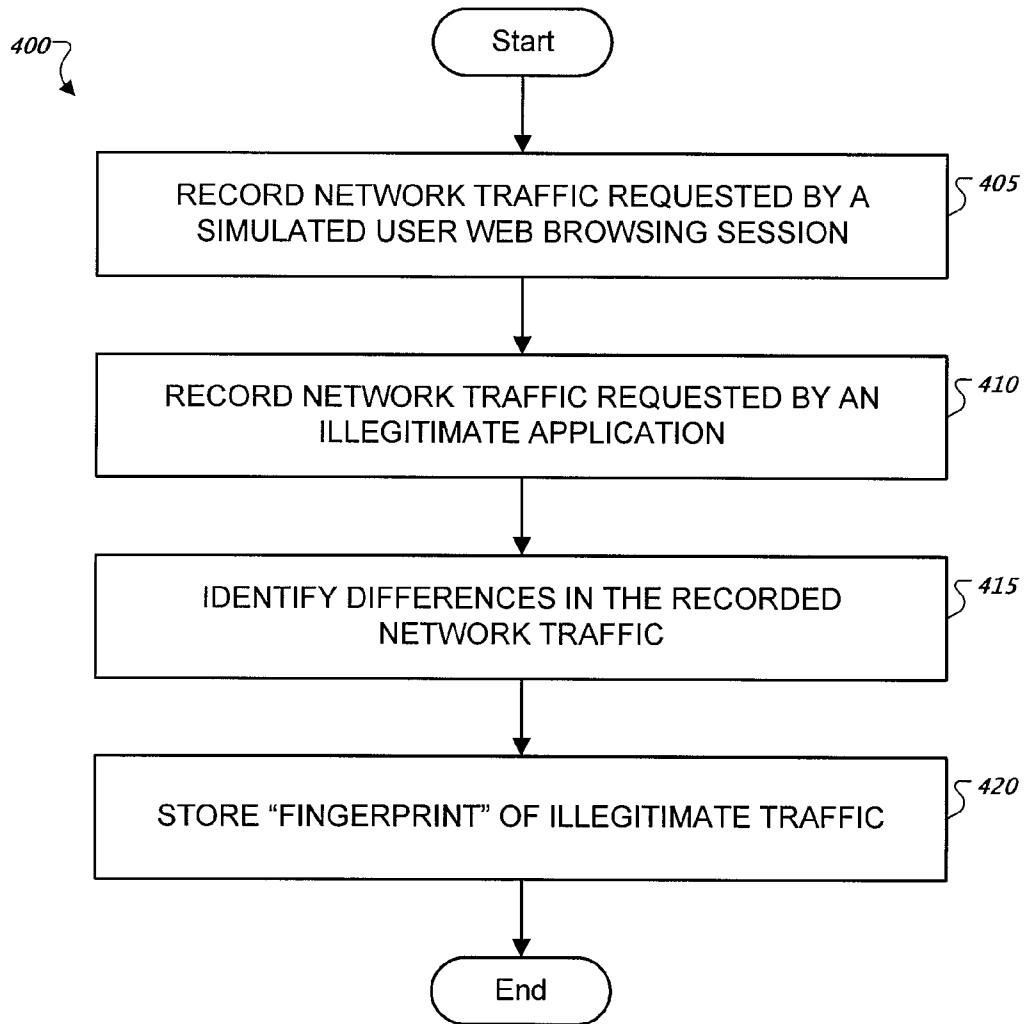 400
Start
RECORD NETWORK TRAFFIC REQUESTED BY A
SIMULATED USER WEB BROWSING SESSION
405
RECORD NETWORK TRAFFIC REQUESTED BY AN
ILLEGITIMATE APPLICATION
410
IDENTIFY DIFFERENCES IN THE RECORDED
NETWORK TRAFFIC
415
STORE “FINGERPRINT” OF ILLEGITIMATE TRAFFIC
420
End